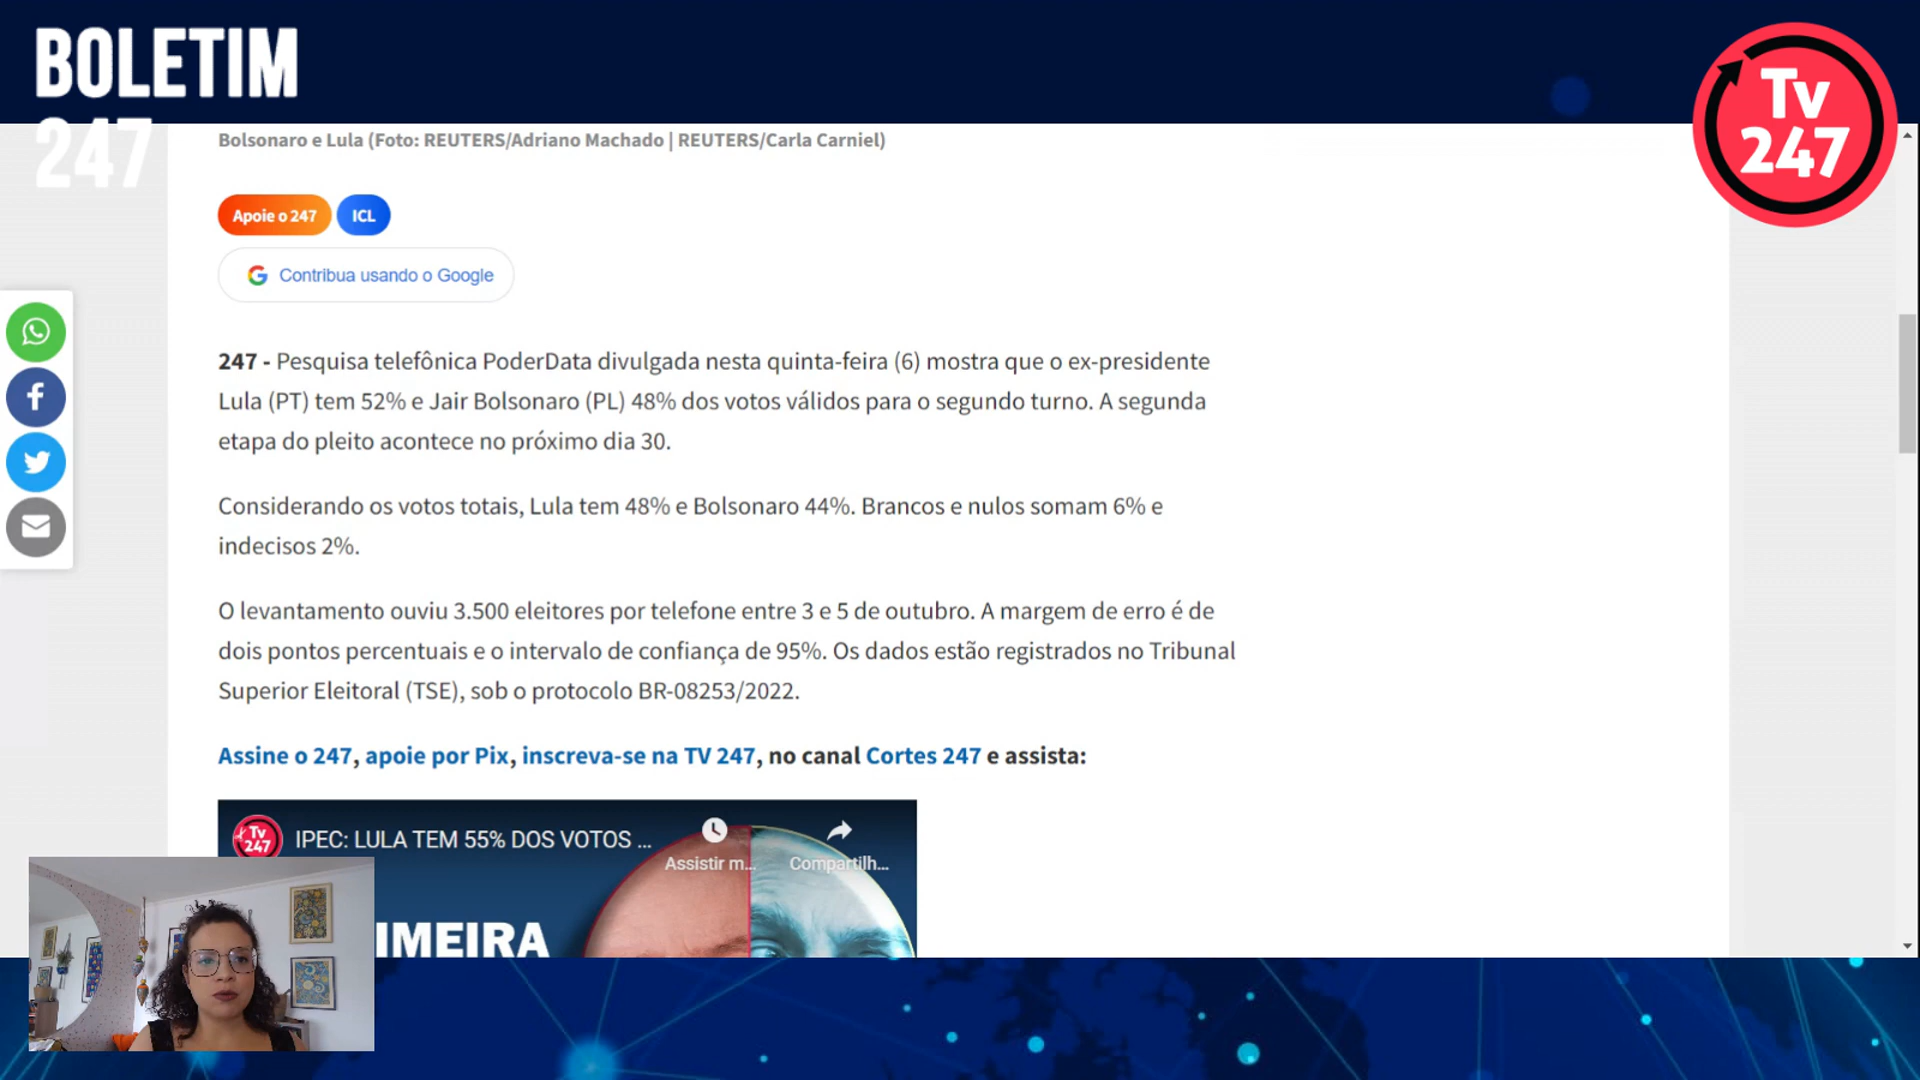 BOLETIM
247
Tv
247
Bolsonaro e Lula (Foto: REUTERS/Adriano Machado | REUTERS/Carla Carniel)
Apoie o 247
ICL
Contribua usando o Google
247 - Pesquisa telefônica PoderData divulgada nesta quinta-feira (6) mostra que o ex-presidente
Lula (PT) tem 52% e Jair Bolsonaro (PL) 48% dos votos válidos para o segundo turno. A segunda
etapa do pleito acontece no próximo dia 30.
Considerando os votos totais, Lula tem 48% e Bolsonaro 44%. Brancos e nulos somam 6% e
indecisos 2%.
O levantamento ouviu 3.500 eleitores por telefone entre 3 e 5 de outubro. A margem de erro é de
dois pontos percentuais e o intervalo de confiança de 95%. Os dados estão registrados no Tribunal
Superior Eleitoral (TSE), sob o protocolo BR-08253/2022.
Assine o 247, apoie por Pix, inscreva-se na TV 247, no canal Cortes 247 e assista:
Tv
247
IPEC: LULA TEM 55% DOS VOTOS ...
Assistir m...
Compartilh...
IMEIRA